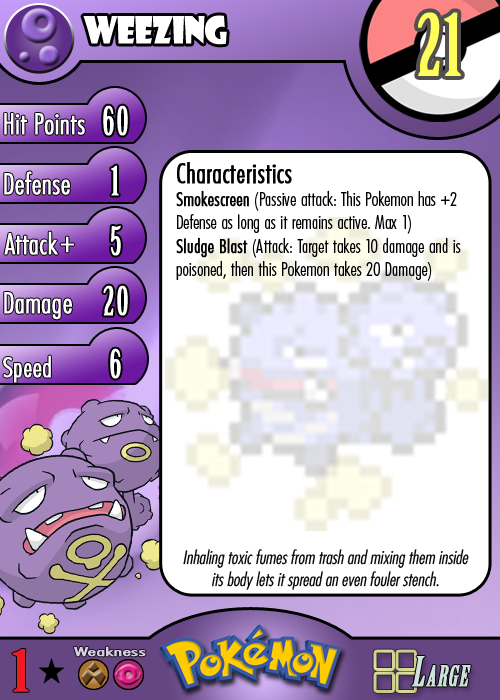 WEEZING
21
Hit Points 60
Defense 1
Attack+ 5
Damage 20
Speed 6
Characteristics
Smokescreen (Passive attack: This Pokemon has +2
Defense as long as it remains active. Max 1)
Sludge Blast (Attack: Target takes 10 damage and is
poisoned, then this Pokemon takes 20 Damage)
Inhaling toxic fumes from trash and mixing them inside
its body lets it spread an even fouler stench.
1 ★
Weakness
POKéMON
LARGE